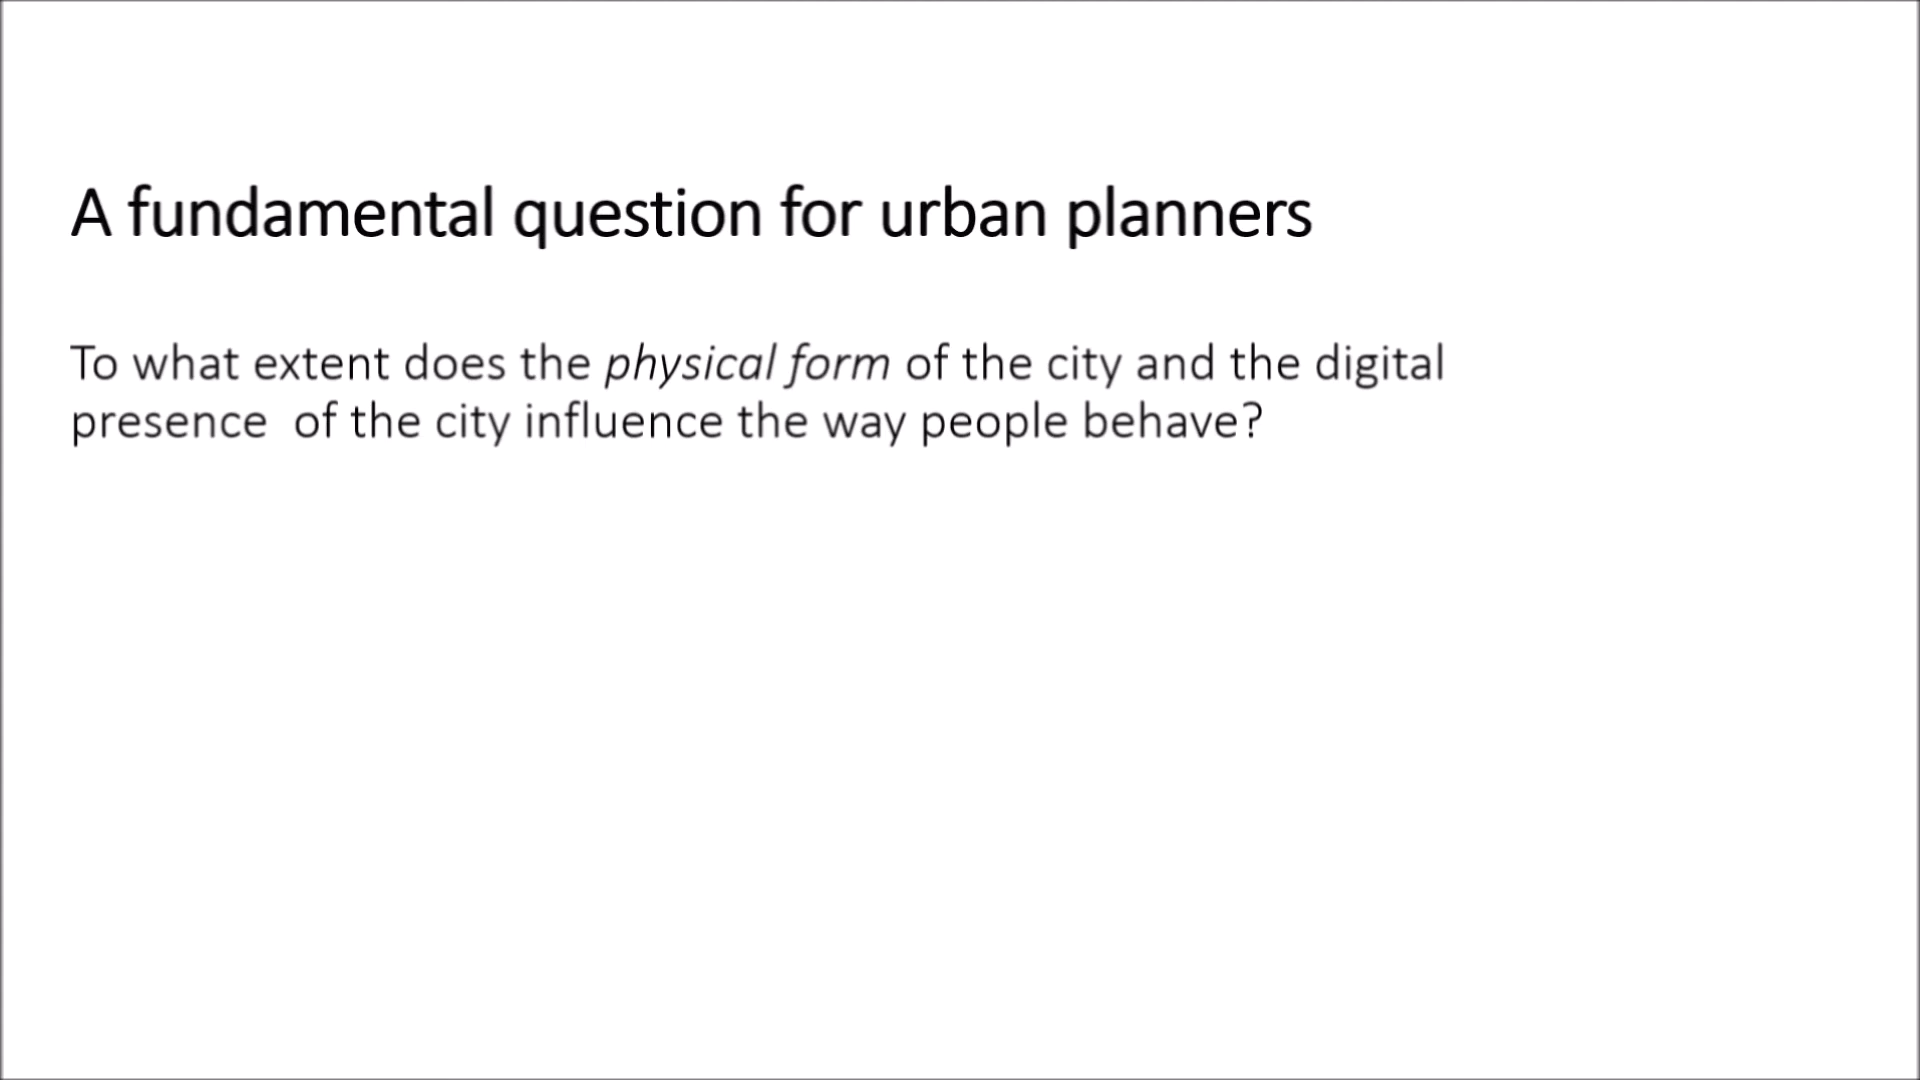 A fundamental question for urban planners
To what extent does the physical form of the city and the digital
presence  of the city influence the way people behave?